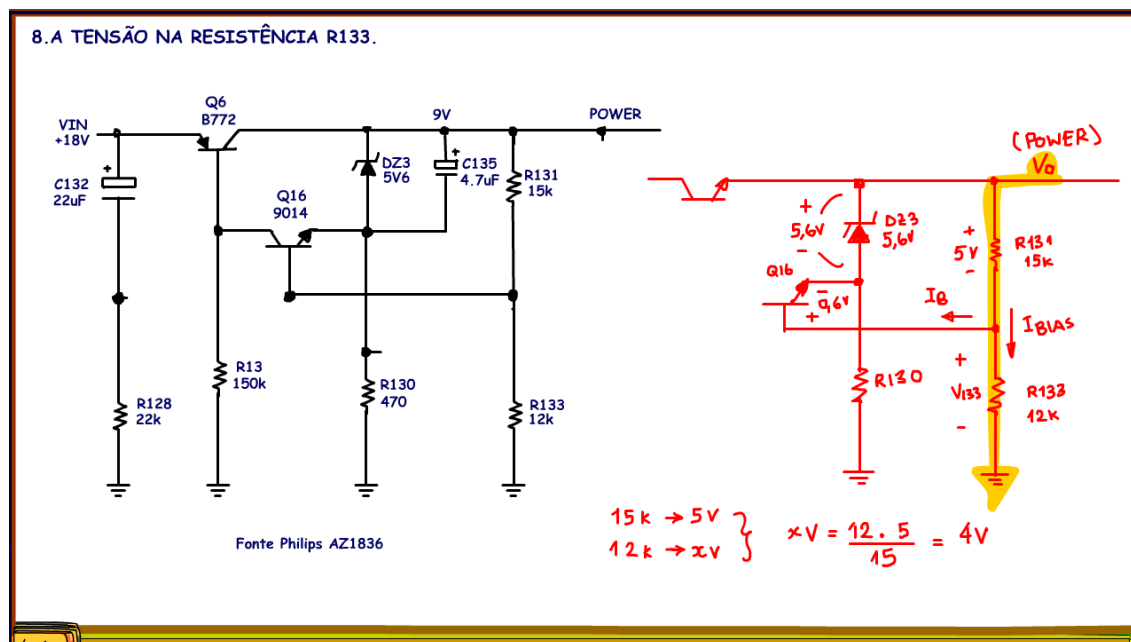 8.A TENSÃO NA RESISTÊNCIA R133.
Q6
B772
VIN
+18V
9V
POWER
+
C132
22uF
DZ3
5V6
+
C135
4.7uF
R131
15k
Q16
9014
R13
150k
R128
22k
R130
470
R133
12k
Fonte Philips AZ1836
(POWER)
Vo
+
5,6V
-
DZ3
5,6V
+
5V
-
R131
15K
Q16
-
0,6V
+
IB
IBIAS
R130
+
V133
-
R133
12K
15K → 5V
12K → xV
xV = 12 . 5 / 15 = 4V